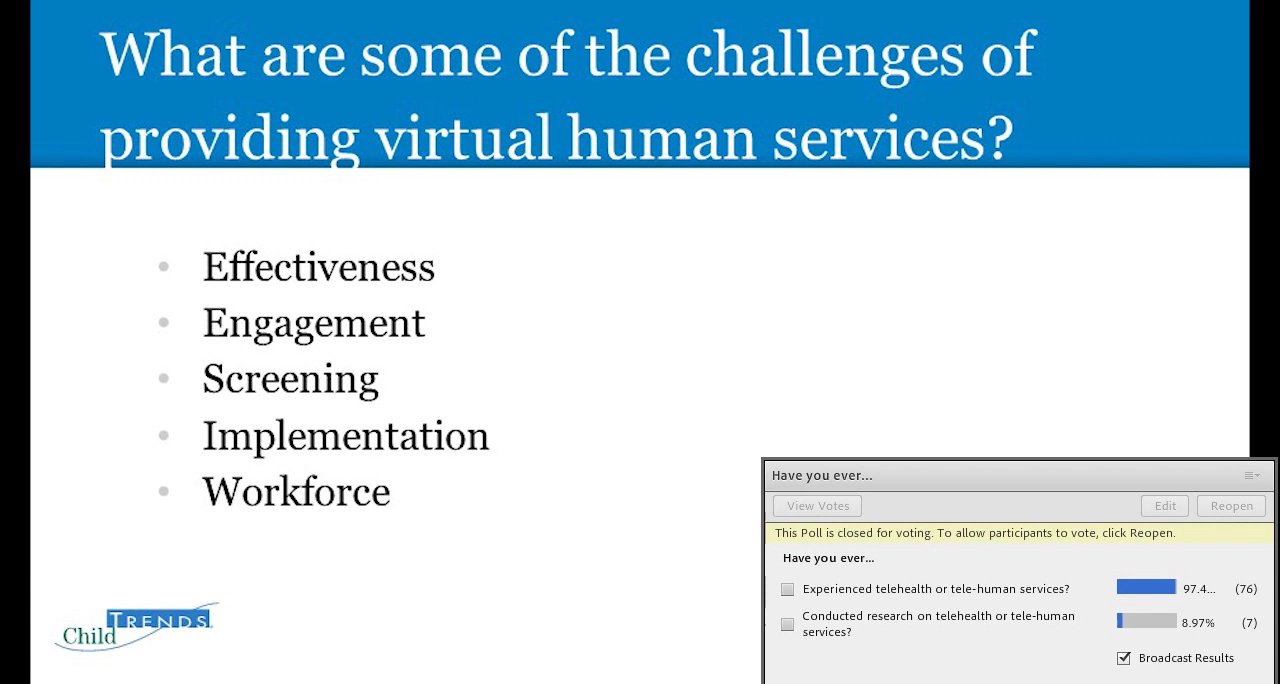 What are some of the challenges of
providing virtual human services?
• Effectiveness
• Engagement
• Screening
• Implementation
• Workforce
Child TRENDS
Have you ever...
View Votes Edit Reopen
This Poll is closed for voting. To allow participants to vote, click Reopen.
Have you ever...
Experienced telehealth or tele-human services? 97.4... (76)
Conducted research on telehealth or tele-human
services? 8.97% (7)
Broadcast Results